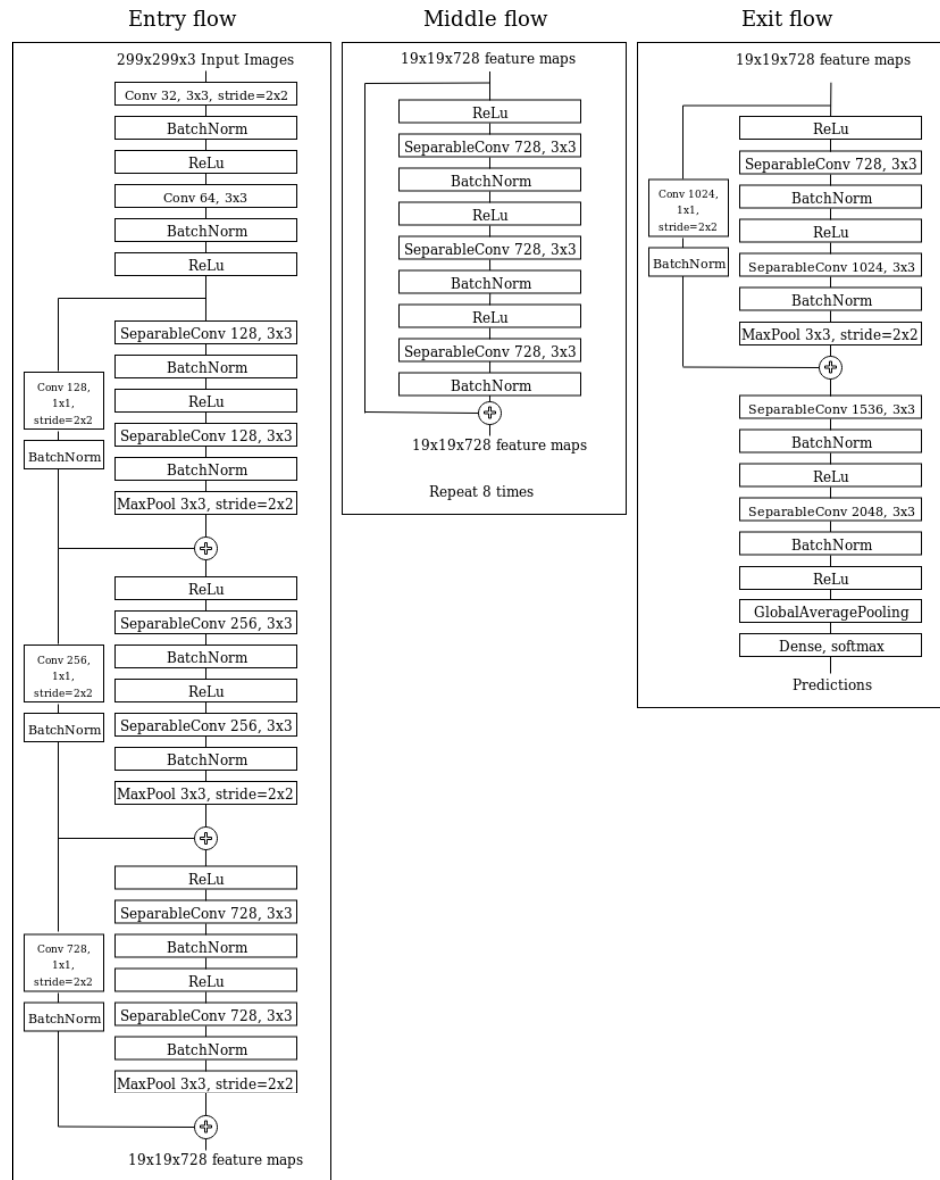 Entry flow
299x299x3 Input Images
Conv 32, 3x3, stride=2x2
BatchNorm
ReLu
Conv 64, 3x3
BatchNorm
ReLu
SeparableConv 128, 3x3
BatchNorm
ReLu
SeparableConv 128, 3x3
BatchNorm
MaxPool 3x3, stride=2x2
Conv 128,
1x1,
stride=2x2
BatchNorm
ReLu
SeparableConv 256, 3x3
BatchNorm
ReLu
SeparableConv 256, 3x3
BatchNorm
MaxPool 3x3, stride=2x2
Conv 256,
1x1,
stride=2x2
BatchNorm
ReLu
SeparableConv 728, 3x3
BatchNorm
ReLu
SeparableConv 728, 3x3
BatchNorm
MaxPool 3x3, stride=2x2
Conv 728,
1x1,
stride=2x2
BatchNorm
19x19x728 feature maps
Middle flow
19x19x728 feature maps
ReLu
SeparableConv 728, 3x3
BatchNorm
ReLu
SeparableConv 728, 3x3
BatchNorm
ReLu
SeparableConv 728, 3x3
BatchNorm
19x19x728 feature maps
Repeat 8 times
Exit flow
19x19x728 feature maps
ReLu
SeparableConv 728, 3x3
BatchNorm
ReLu
SeparableConv 1024, 3x3
BatchNorm
MaxPool 3x3, stride=2x2
Conv 1024,
1x1,
stride=2x2
BatchNorm
SeparableConv 1536, 3x3
BatchNorm
ReLu
SeparableConv 2048, 3x3
BatchNorm
ReLu
GlobalAveragePooling
Dense, softmax
Predictions